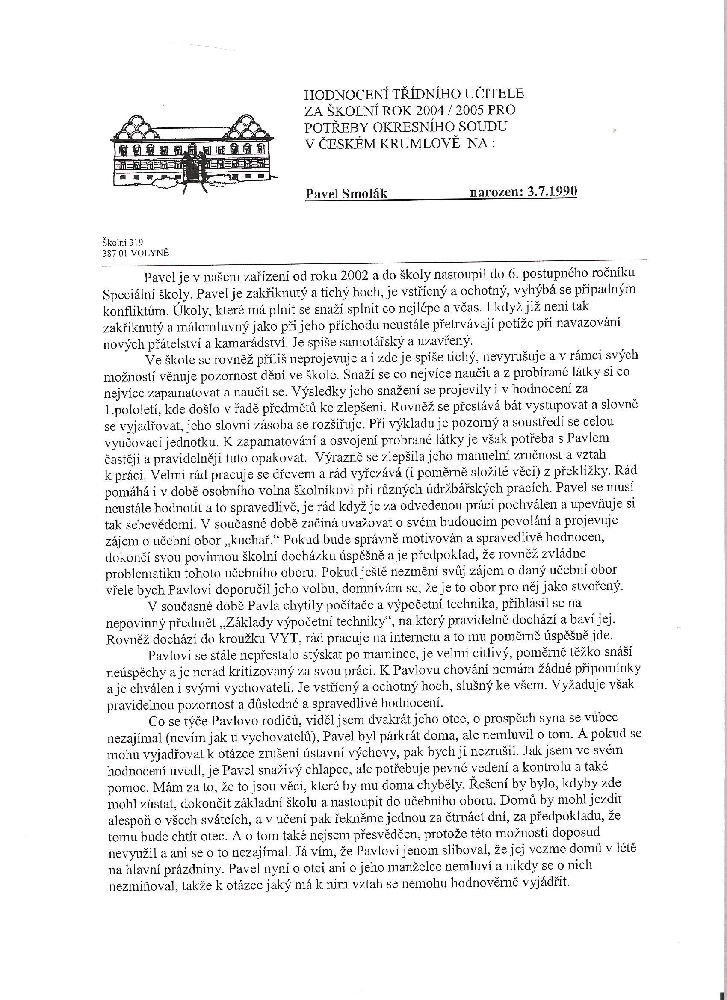 HODNOCENÍ TŘÍDNÍHO UČITELE
ZA ŠKOLNÍ ROK 2004 / 2005 PRO
POTŘEBY OKRESNÍHO SOUDU
V ČESKÉM KRUMLOVĚ NA :
Pavel Smolák narozen: 3.7.1990
Školní 319
387 01 VOLYNĚ
Pavel je v našem zařízení od roku 2002 a do školy nastoupil do 6. postupného ročníku
Speciální školy. Pavel je zakřiknutý a tichý hoch, je vstřícný a ochotný, vyhýbá se případným
konfliktům. Úkoly, které má plnit se snaží splnit co nejlépe a včas. I když již není tak
zakřiknutý a málomluvný jako při jeho příchodu neustále přetrvávají potíže při navazování
nových přátelství a kamarádství. Je spíše samotářský a uzavřený.
Ve škole se rovněž příliš neprojevuje a i zde je spíše tichý, nevyrušuje a v rámci svých
možností věnuje pozornost dění ve škole. Snaží se co nejvíce naučit a z probírané látky si co
nejvíce zapamatovat a naučit se. Výsledky jeho snažení se projevily i v hodnocení za
1.pololetí, kde došlo v řadě předmětů ke zlepšení. Rovněž se přestává bát vystupovat a slovně
se vyjadřovat, jeho slovní zásoba se rozšiřuje. Při výkladu je pozorný a soustředí se celou
vyučovací jednotku. K zapamatování a osvojení probrané látky je však potřeba s Pavlem
častěji a pravidelněji tuto opakovat. Výrazně se zlepšila jeho manuelní zručnost a vztah
k práci. Velmi rád pracuje se dřevem a rád vyřezává (i poměrně složité věci) z překližky. Rád
pomáhá i v době osobního volna školníkovi při různých údržbářských pracích. Pavel se musí
neustále hodnotit a to spravedlivě, je rád když je za odvedenou práci pochválen a upevňuje si
tak sebevědomí. V současné době začíná uvažovat o svém budoucím povolání a projevuje
zájem o učební obor „kuchař.“ Pokud bude správně motivován a spravedlivě hodnocen,
dokončí svou povinnou školní docházku úspěšně a je předpoklad, že rovněž zvládne
problematiku tohoto učebního oboru. Pokud ještě nezmění svůj zájem o daný učební obor
vřele bych Pavlovi doporučil jeho volbu, domnívám se, že je to obor pro něj jako stvořený.
V současné době Pavla chytily počítače a výpočetní technika, přihlásil se na
nepovinný předmět „Základy výpočetní techniky“, na který pravidelně dochází a baví jej.
Rovněž dochází do kroužku VYT, rád pracuje na internetu a to mu poměrně úspěšně jde.
Pavlovi se stále nepřestalo stýskat po mamince, je velmi citlivý, poměrně těžko snáší
neúspěchy a je nerad kritizovaný za svou práci. K Pavlovu chování nemám žádné připomínky
a je chválen i svými vychovateli. Je vstřícný a ochotný hoch, slušný ke všem. Vyžaduje však
pravidelnou pozornost a důsledné a spravedlivé hodnocení.
Co se týče Pavlovo rodičů, viděl jsem dvakrát jeho otce, o prospěch syna se vůbec
nezajímal (nevím jak u vychovatelů), Pavel byl párkrát doma, ale nemluvil o tom. A pokud se
mohu vyjadřovat k otázce zrušení ústavní výchovy, pak bych ji nezrušil. Jak jsem ve svém
hodnocení uvedl, je Pavel snaživý chlapec, ale potřebuje pevné vedení a kontrolu a také
pomoc. Mám za to, že to jsou věci, které by mu doma chyběly. Řešení by bylo, kdyby zde
mohl zůstat, dokončit základní školu a nastoupit do učebního oboru. Domů by mohl jezdit
alespoň o všech svátcích, a v učení pak řekněme jednou za čtrnáct dní, za předpokladu, že
tomu bude chtít otec. A o tom také nejsem přesvědčen, protože této možnosti doposud
nevyužil a ani se o to nezajímal. Já vím, že Pavlovi jenom sliboval, že jej vezme domů v létě
na hlavní prázdniny. Pavel nyní o otci ani o jeho manželce nemluví a nikdy se o nich
nezmiňoval, takže k otázce jaký má k nim vztah se nemohu hodnověrně vyjádřit.